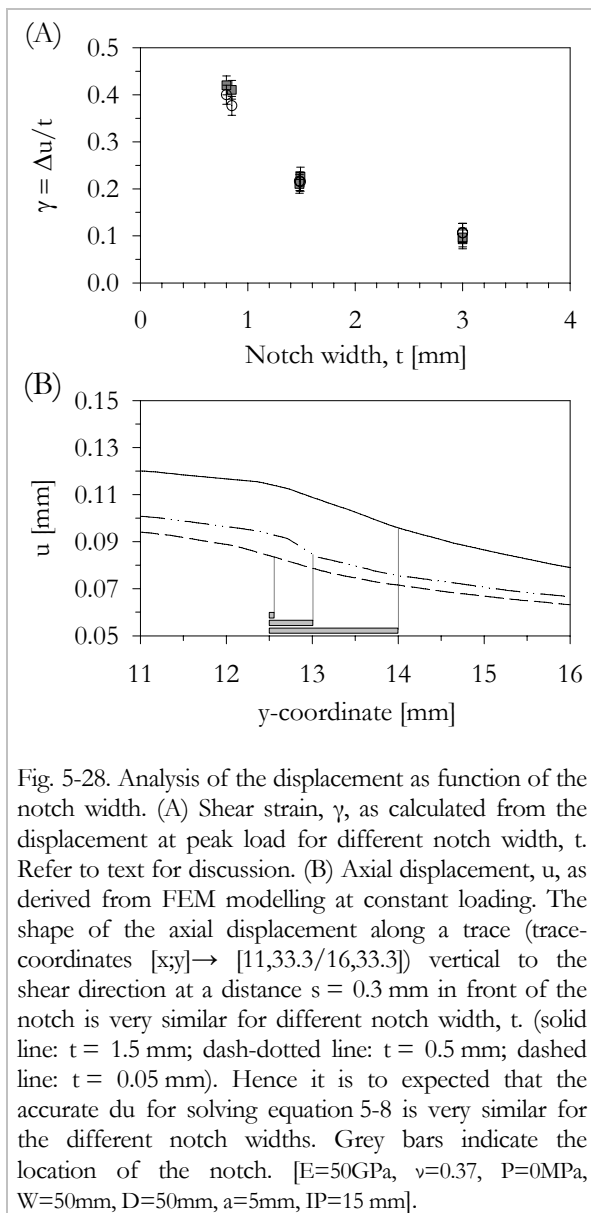 (A)
0.5
0.4
0.3
0.2
0.1
0.0
γ = Δu/t
0 1 2 3 4
Notch width, t [mm]
(B)
0.15
0.13
0.11
0.09
0.07
0.05
u [mm]
11 12 13 14 15 16
y-coordinate [mm]
Fig. 5-28. Analysis of the displacement as function of the
notch width. (A) Shear strain, γ, as calculated from the
displacement at peak load for different notch width, t.
Refer to text for discussion. (B) Axial displacement, u, as
derived from FEM modelling at constant loading. The
shape of the axial displacement along a trace (trace-
coordinates [x;y]→ [11,33.3/16,33.3]) vertical to the
shear direction at a distance s = 0.3 mm in front of the
notch is very similar for different notch width, t. (solid
line: t = 1.5 mm; dash-dotted line: t = 0.5 mm; dashed
line: t = 0.05 mm). Hence it is to expected that the
accurate du for solving equation 5-8 is very similar for
the different notch widths. Grey bars indicate the
location of the notch. [E=50GPa, ν=0.37, P=0MPa,
W=50mm, D=50mm, a=5mm, IP=15 mm].